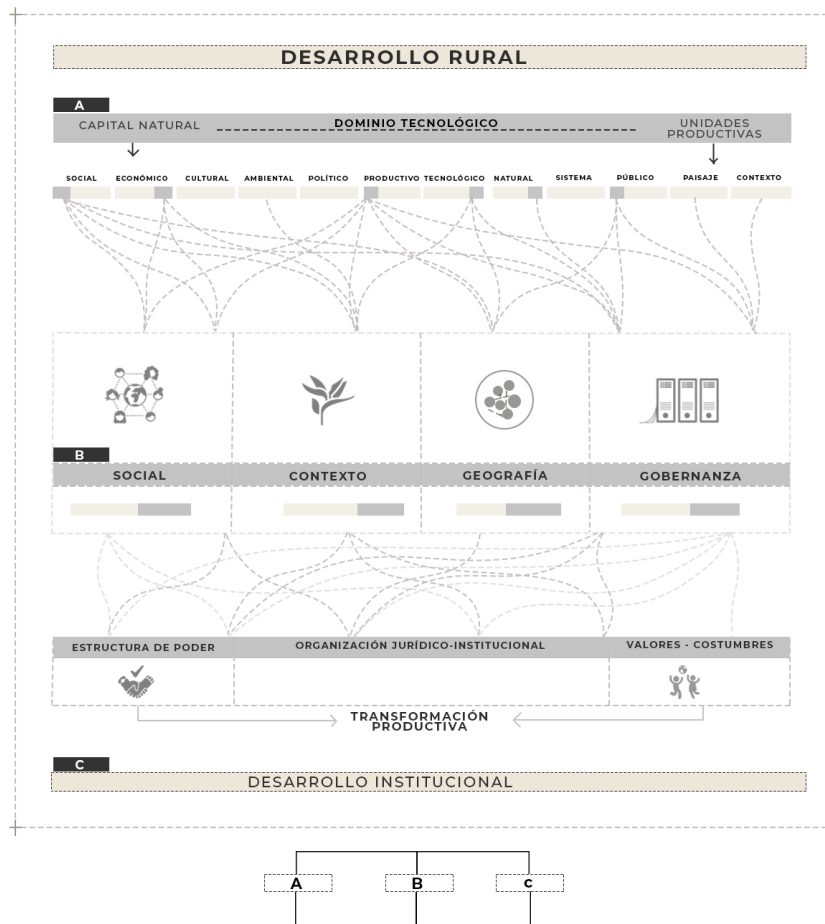 DESARROLLO RURAL
A
CAPITAL NATURAL
DOMINIO TECNOLÓGICO
UNIDADES
PRODUCTIVAS
SOCIAL ECONÓMICO CULTURAL AMBIENTAL POLÍTICO PRODUCTIVO TECNOLÓGICO NATURAL SISTEMA PÚBLICO PAISAJE CONTEXTO
B
SOCIAL CONTEXTO GEOGRAFÍA GOBERNANZA
ESTRUCTURA DE PODER ORGANIZACIÓN JURÍDICO-INSTITUCIONAL VALORES - COSTUMBRES
TRANSFORMACIÓN
PRODUCTIVA
C
DESARROLLO INSTITUCIONAL
A B c